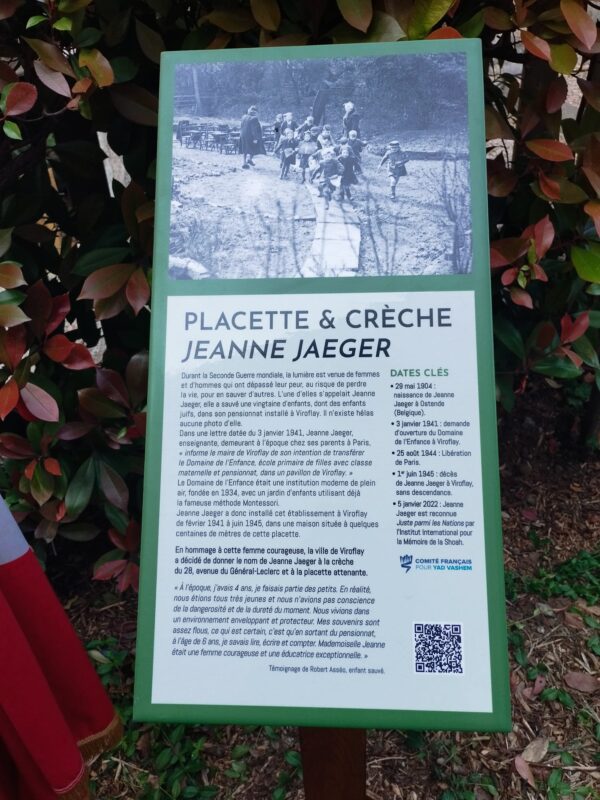 PLACETTE & CRÈCHE
JEANNE JAEGER
Durant la Seconde Guerre mondiale, la lumière est venue de femmes
et d'hommes qui ont dépassé leur peur, au risque de perdre
la vie, pour en sauver d'autres. L'une d'elles s'appelait Jeanne
Jaeger, elle a sauvé une vingtaine d'enfants, dont des enfants
juifs, dans son pensionnat installé à Viroflay. Il n'existe hélas
aucune photo d'elle.
Dans une lettre datée du 3 janvier 1941, Jeanne Jaeger,
enseignante, demeurant à l'époque chez ses parents à Paris,
« informe le maire de Viroflay de son intention de transférer
le Domaine de l'Enfance, école primaire de filles avec classe
maternelle et pensionnat, dans un pavillon de Viroflay. »
Le Domaine de l'Enfance était une institution moderne de plein
air, fondée en 1934, avec un jardin d'enfants utilisant déjà
la fameuse méthode Montessori.
Jeanne Jaeger a donc installé cet établissement à Viroflay
de février 1941 à juin 1945, dans une maison située à quelques
centaines de mètres de cette placette.
En hommage à cette femme courageuse, la ville de Viroflay
a décidé de donner le nom de Jeanne Jaeger à la crèche
du 28, avenue du Général-Leclerc et à la placette attenante.
« À l'époque, j'avais 4 ans, je faisais partie des petits. En réalité,
nous étions tous très jeunes et nous n'avions pas conscience
de la dangerosité et de la dureté du moment. Nous vivions dans
un environnement enveloppant et protecteur. Mes souvenirs sont
assez flous, ce qui est certain, c'est qu'en sortant du pensionnat,
à l'âge de 6 ans, je savais lire, écrire et compter. Mademoiselle Jeanne
était une femme courageuse et une éducatrice exceptionnelle. »
Témoignage de Robert Asséo, enfant sauvé.
DATES CLÉS
• 29 mai 1904 :
naissance de Jeanne
Jaeger à Ostende
(Belgique).
• 3 janvier 1941 : demande
d'ouverture du Domaine
de l'Enfance à Viroflay.
• 25 août 1944 : Libération
de Paris.
• 1er juin 1945 : décès
de Jeanne Jaeger à Viroflay,
sans descendance.
• 5 janvier 2022 : Jeanne
Jaeger est reconnue
Juste parmi les Nations par
l'Institut International pour
la Mémoire de la Shoah.
COMITÉ FRANÇAIS
POUR YAD VASHEM